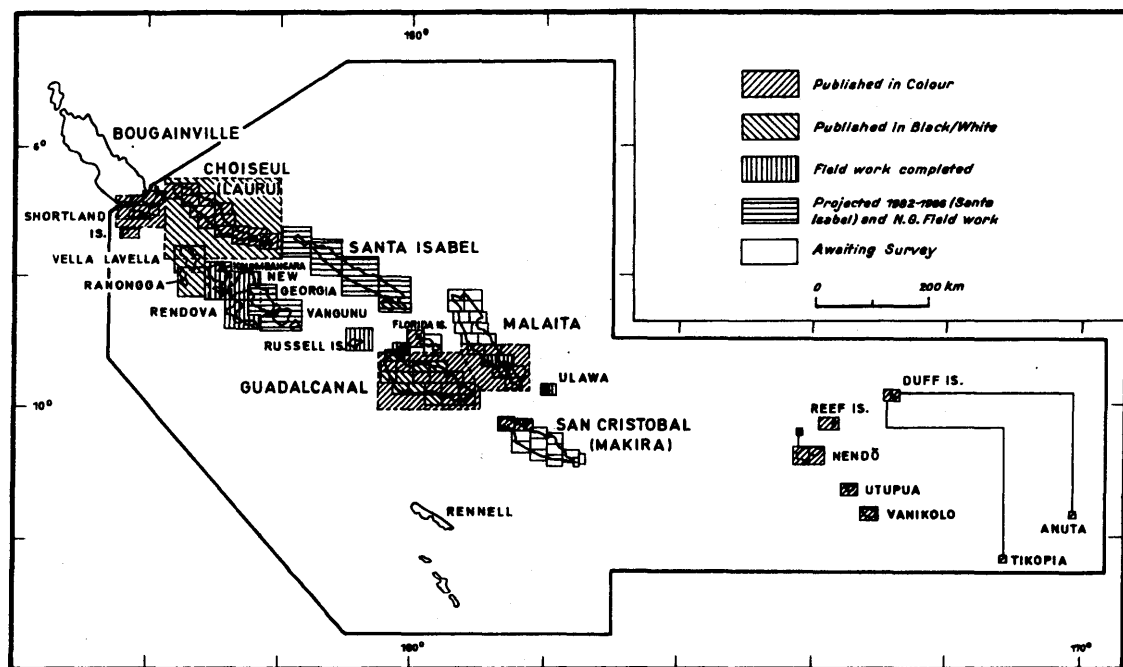 160°
Published in Colour
BOUGAINVILLE
Published in Black/White
5°
CHOISEUL
(LAURU)
Field work completed
Projected 1982-1986 (Santa
Isabel) and N.G. Field work
SHORTLAND
IS.
SANTA ISABEL
Awaiting Survey
VELLA LAVELLA
NEW
GEORGIA
RANONGGA
0 200 km
RENDOVA
VANGUNU
FLORIDA IS.
MALAITA
RUSSELL IS.
ULAWA
GUADALCANAL
DUFF IS.
10°
REEF IS.
SAN CRISTOBAL
(MAKIRA)
NENDÖ
UTUPUA
RENNELL
VANIKOLO
ANUTA
TIKOPIA
160°
170°